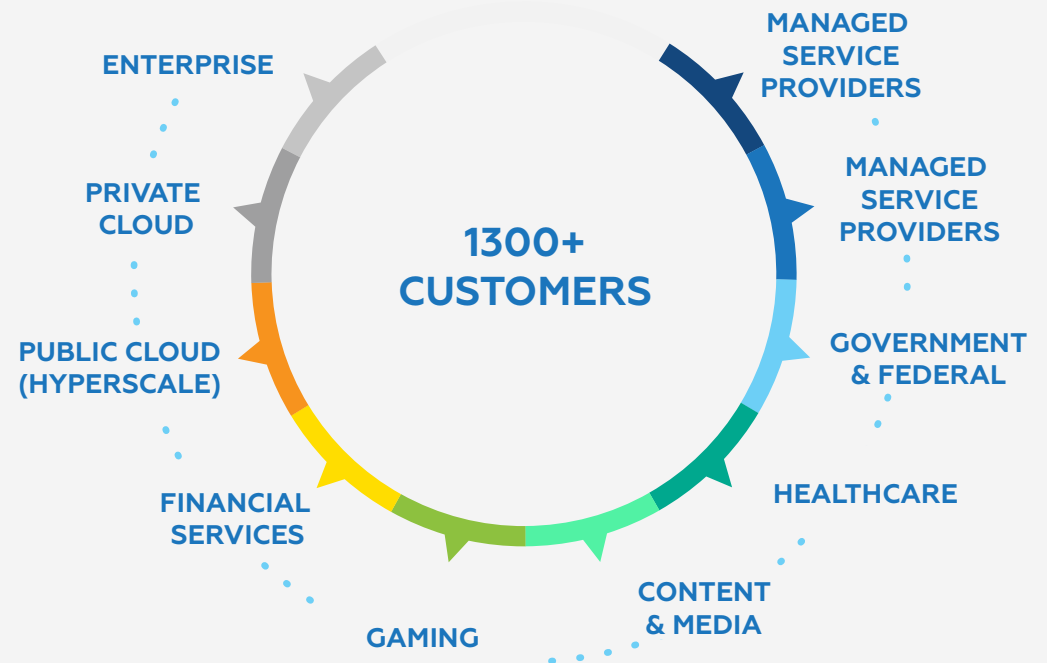 ENTERPRISE
PRIVATE
CLOUD
PUBLIC CLOUD
(HYPERSCALE)
FINANCIAL
SERVICES
GAMING
CONTENT
& MEDIA
HEALTHCARE
GOVERNMENT
& FEDERAL
MANAGED
SERVICE
PROVIDERS
MANAGED
SERVICE
PROVIDERS
1300+
CUSTOMERS